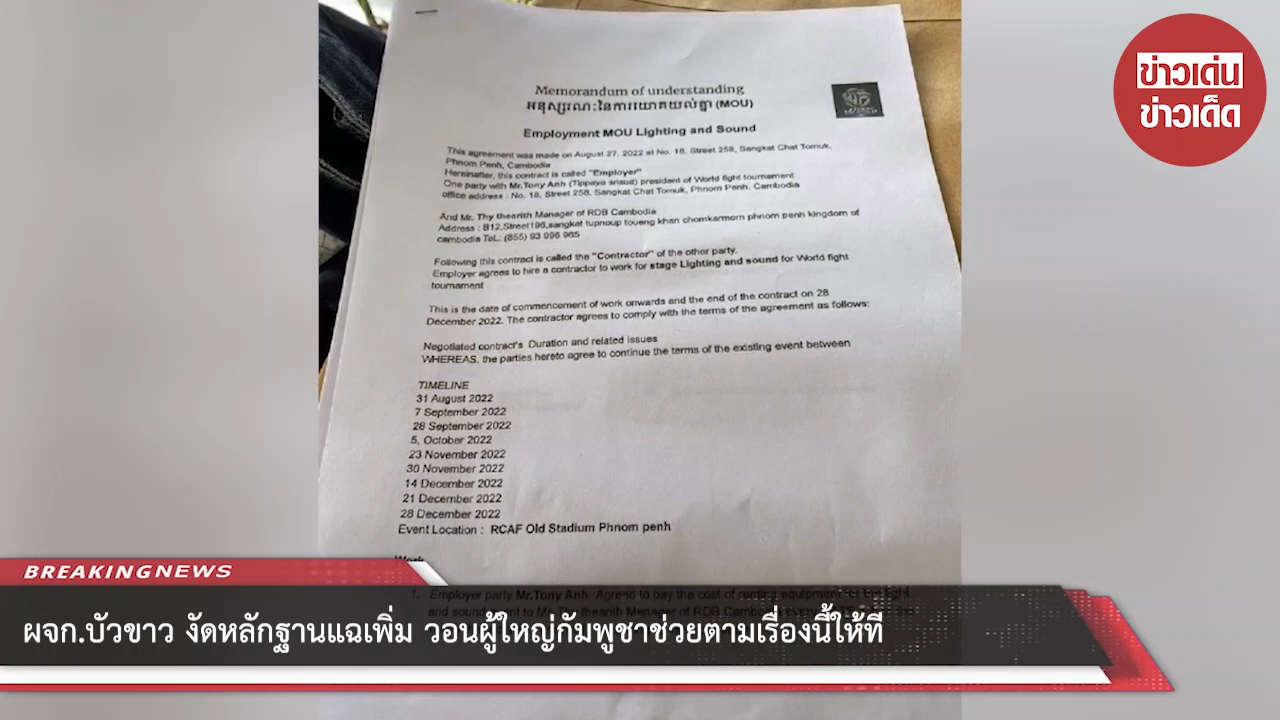 ข่าวเด่น
ข่าวเด็ด
Memorandum of understanding
អនុស្សរណៈនៃការយោគយល់គ្នា (MOU)
Employment MOU Lighting and Sound
This agreement was made on August 27, 2022 at No. 18, Street 258, Sangkat Chat Tomuk,
Phnom Penh, Cambodia
Hereinafter, this contract is called "Employer"
One party with Mr.Tony Anh (Tippaya srisud) president of World fight tournament
office address : No. 18, Street 258, Sangkat Chat Tomuk, Phnom Penh, Cambodia
And Mr. Thy thearith Manager of RDB Cambodia
Address : B12,Street196,sangkat tupnoup toueng khan chomkarmorn phnom penh kingdom of
cambodia TeL: (855) 93 996 965
Following this contract is called the "Contractor" of the other party.
Employer agrees to hire a contractor to work for stage Lighting and sound for World fight
tournament
This is the date of commencement of work onwards and the end of the contract on 28
December 2022. The contractor agrees to comply with the terms of the agreement as follows:
Negotiated contract's Duration and related issues
WHEREAS, the parties hereto agree to continue the terms of the existing event between
TIMELINE
31 August 2022
7 September 2022
28 September 2022
5, October 2022
23 November 2022
30 November 2022
14 December 2022
21 December 2022
28 December 2022
Event Location : RCAF Old Stadium Phnom penh
Work
BREAKINGNEWS
1. Employer party Mr.Tony Anh Agreed to pay the cost of renting equipment
and sound Mr. Thy thearith Manager of RDB Cambodia
ผจก.บัวขาว งัดหลักฐานแฉเพิ่ม วอนผู้ใหญ่กัมพูชาช่วยตามเรื่องนี้ให้ที